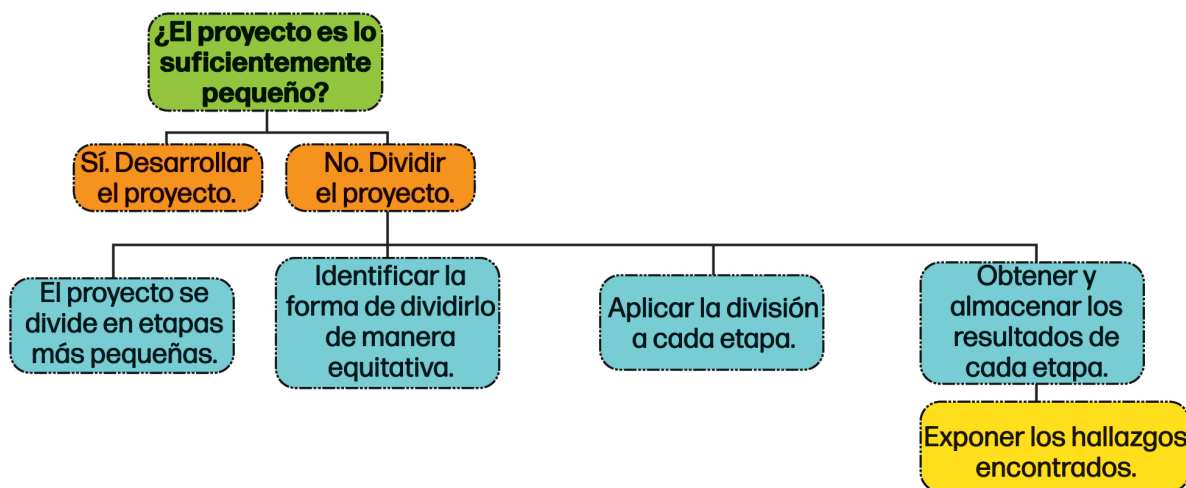 ¿El proyecto es lo
suficientemente
pequeño?
Sí. Desarrollar
el proyecto.
No. Dividir
el proyecto.
El proyecto se
divide en etapas
más pequeñas.
Identificar la
forma de dividirlo
de manera
equitativa.
Aplicar la división
a cada etapa.
Obtener y
almacenar los
resultados de
cada etapa.
Exponer los hallazgos
encontrados.